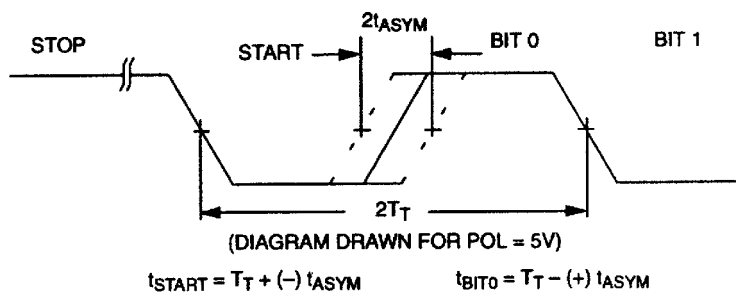 2tASYM
STOP START BIT 0 BIT 1
2TT
(DIAGRAM DRAWN FOR POL = 5V)
tSTART = TT + (–) tASYM tBIT0 = TT – (+) tASYM